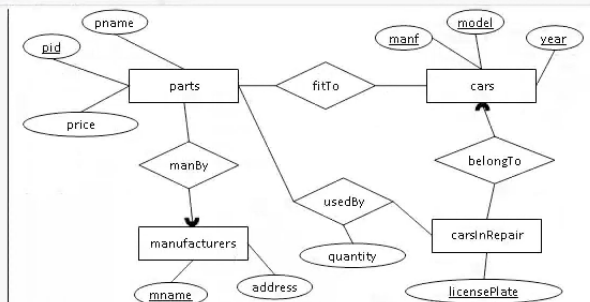 pname
model
pid
manf
year
parts
fitTo
cars
price
manBy
belongTo
usedBy
manufacturers
carsInRepair
quantity
mname
address
licensePlate